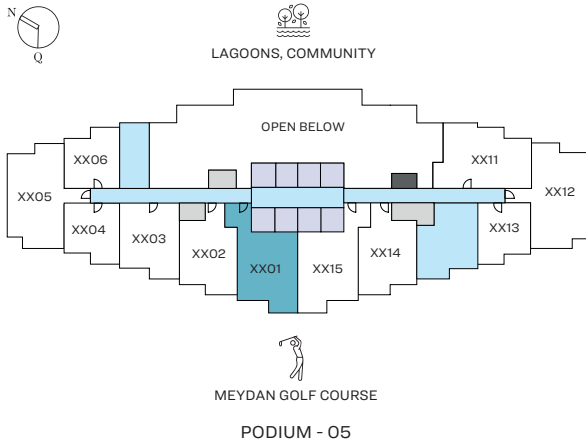 N
Q
LAGOONS, COMMUNITY
OPEN BELOW
XX06
XX11
XX05
XX12
XX04
XX03
XX02
XX01
XX15
XX14
XX13
MEYDAN GOLF COURSE
PODIUM - 05